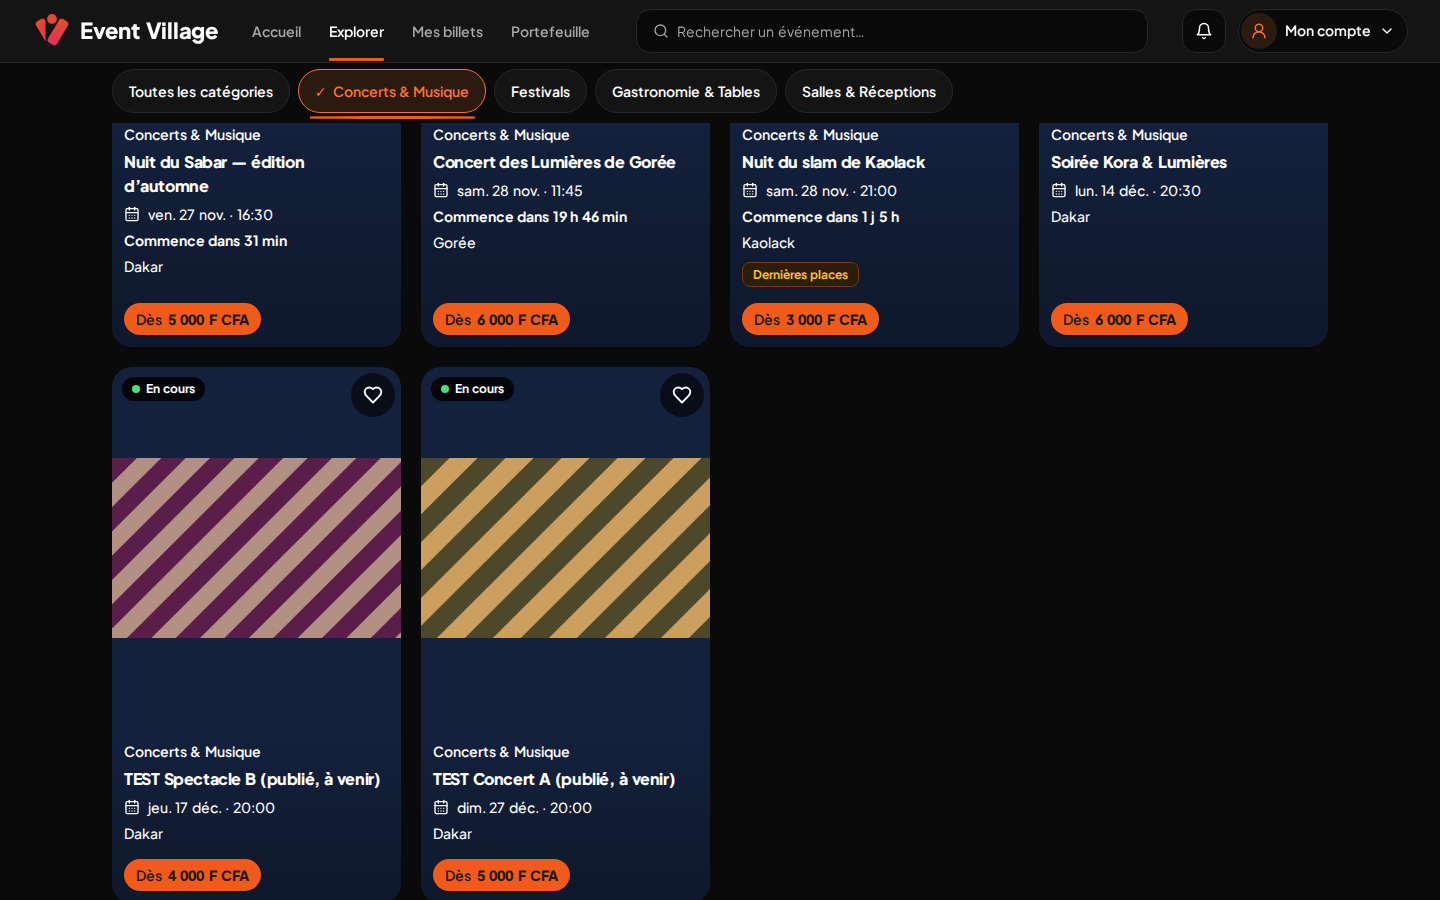 Event Village
Accueil
Explorer
Mes billets
Portefeuille
Rechercher un événement…
Mon compte
Toutes les catégories
✓ Concerts & Musique
Festivals
Gastronomie & Tables
Salles & Réceptions
Concerts & Musique
Nuit du Sabar — édition
d’automne
ven. 27 nov. · 16:30
Commence dans 31 min
Dakar
Dès 5 000 F CFA
Concerts & Musique
Concert des Lumières de Gorée
sam. 28 nov. · 11:45
Commence dans 19 h 46 min
Gorée
Dès 6 000 F CFA
Concerts & Musique
Nuit du slam de Kaolack
sam. 28 nov. · 21:00
Commence dans 1 j 5 h
Kaolack
Dernières places
Dès 3 000 F CFA
Concerts & Musique
Soirée Kora & Lumières
lun. 14 déc. · 20:30
Dakar
Dès 6 000 F CFA
En cours
Concerts & Musique
TEST Spectacle B (publié, à venir)
jeu. 17 déc. · 20:00
Dakar
Dès 4 000 F CFA
En cours
Concerts & Musique
TEST Concert A (publié, à venir)
dim. 27 déc. · 20:00
Dakar
Dès 5 000 F CFA